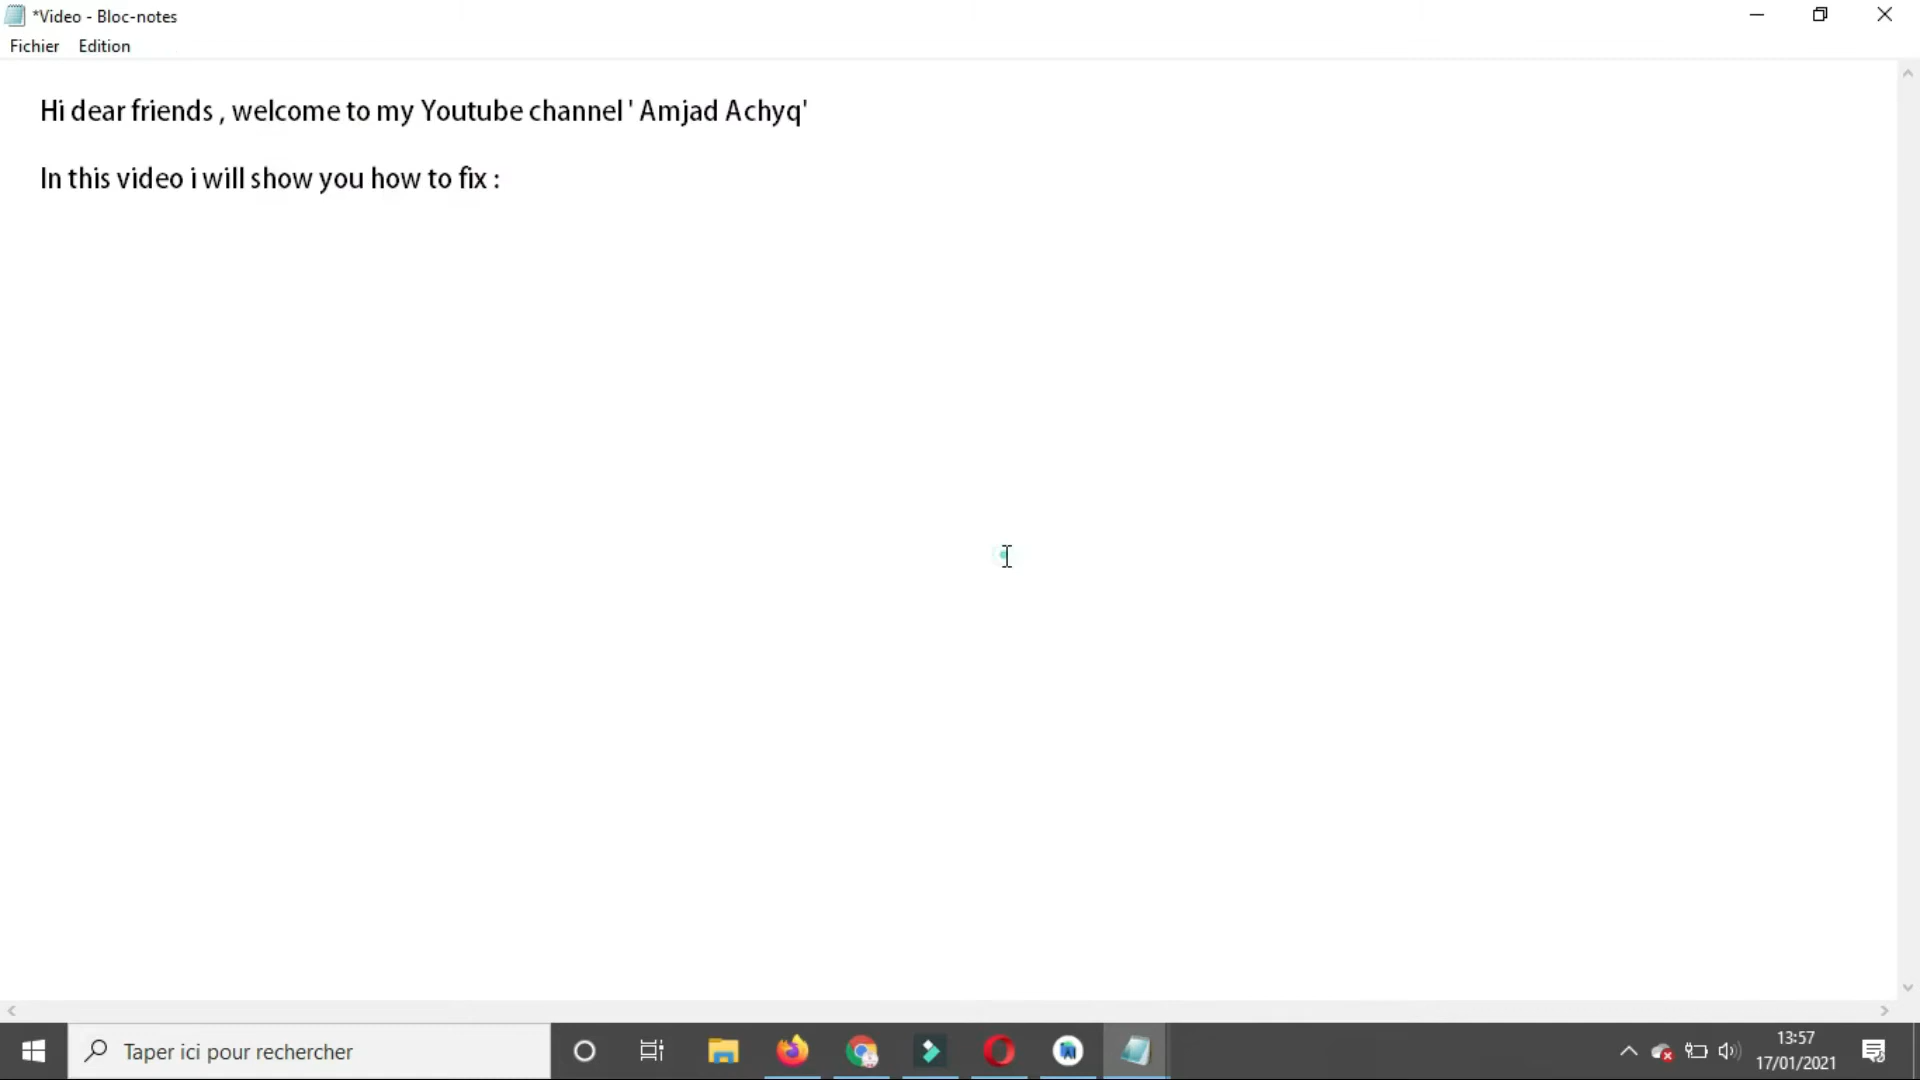 *Video - Bloc-notes
Fichier Edition
Hi dear friends , welcome to my Youtube channel ' Amjad Achyq'
In this video i will show you how to fix :
Taper ici pour rechercher
13:57
17/01/2021